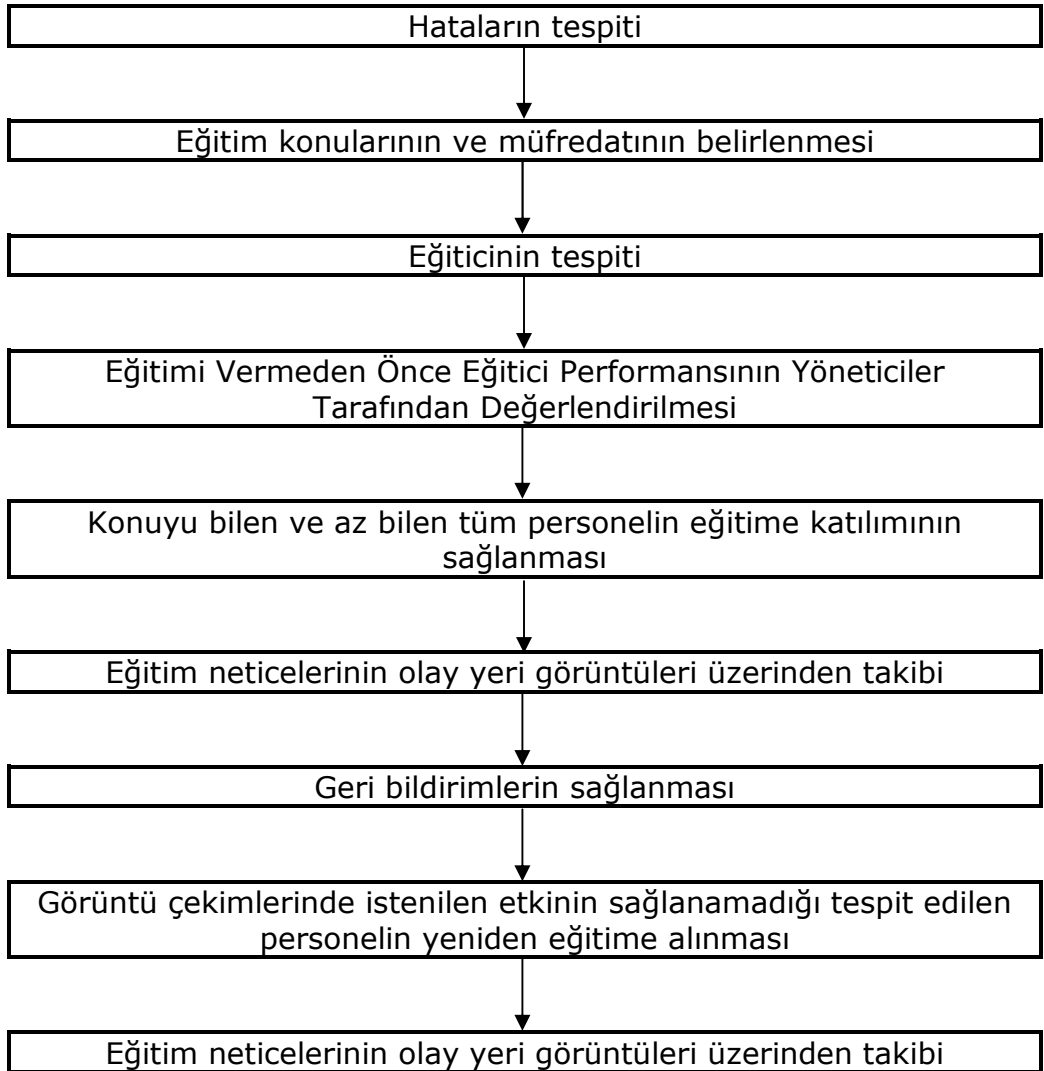 Hataların tespiti
Eğitim konularının ve müfredatının belirlenmesi
Eğiticinin tespiti
Eğitimi Vermeden Önce Eğitici Performansının Yöneticiler
Tarafından Değerlendirilmesi
Konuyu bilen ve az bilen tüm personelin eğitime katılımının
sağlanması
Eğitim neticelerinin olay yeri görüntüleri üzerinden takibi
Geri bildirimlerin sağlanması
Görüntü çekimlerinde istenilen etkinin sağlanamadığı tespit edilen
personelin yeniden eğitime alınması
Eğitim neticelerinin olay yeri görüntüleri üzerinden takibi